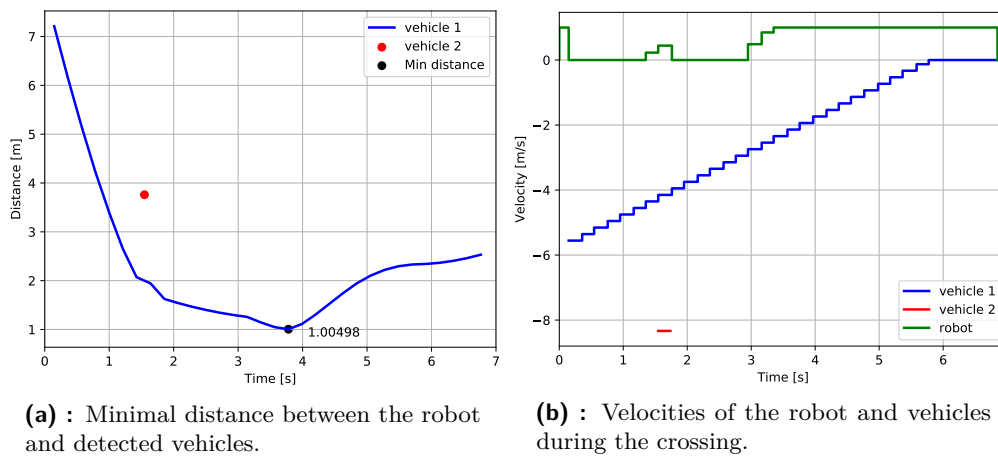 vehicle 1
vehicle 2
Min distance
7
6
5
4
3
2
1
1.00498
0 1 2 3 4 5 6 7
Distance [m]
Time [s]
(a) : Minimal distance between the robot
and detected vehicles.
0
−2
−4
−6
−8
vehicle 1
vehicle 2
robot
0 1 2 3 4 5 6
Velocity [m/s]
Time [s]
(b) : Velocities of the robot and vehicles
during the crossing.